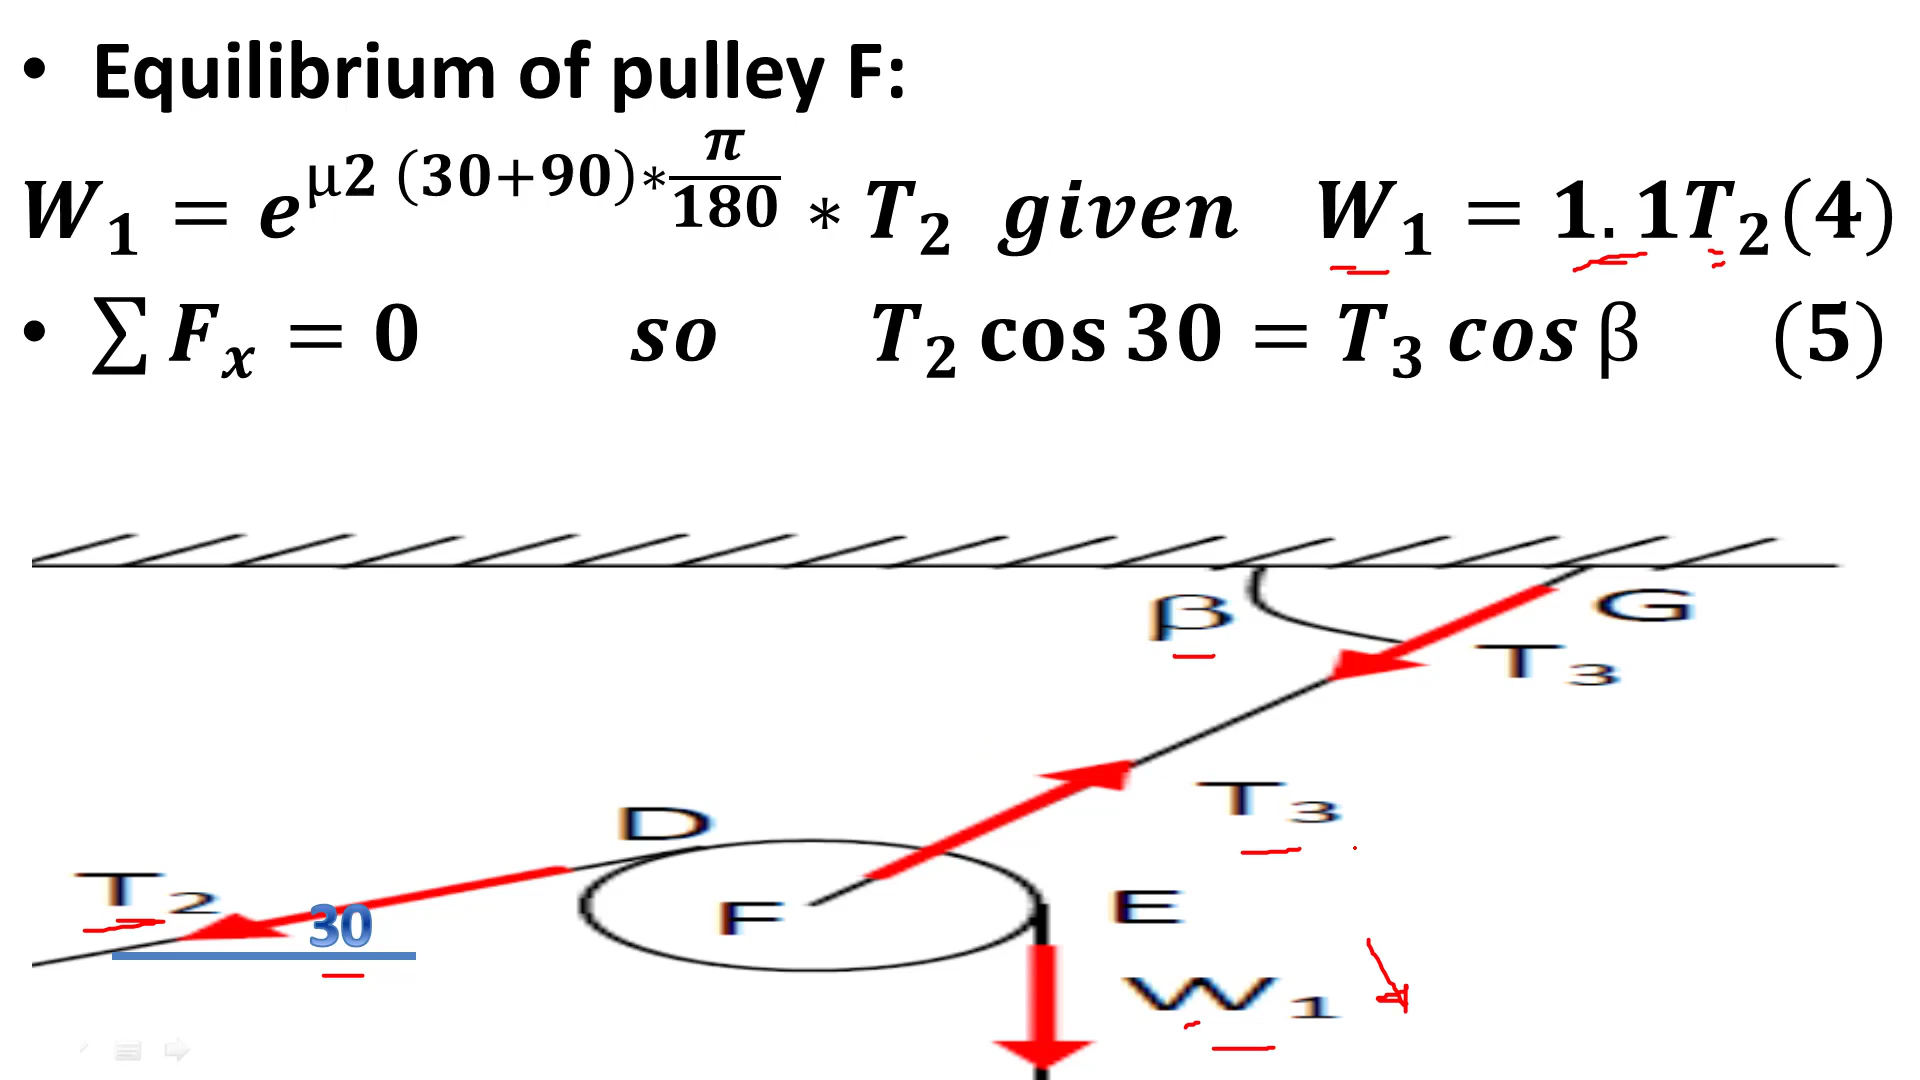 • Equilibrium of pulley F:
W₁ = e^(μ2 (30+90)*π/180) * T₂ given W₁ = 1.1T₂(4)
• ∑ Fₓ = 0 so T₂ cos 30 = T₃ cos β (5)
β
G
T₃
T₃
D
T₂
30
F
E
W₁